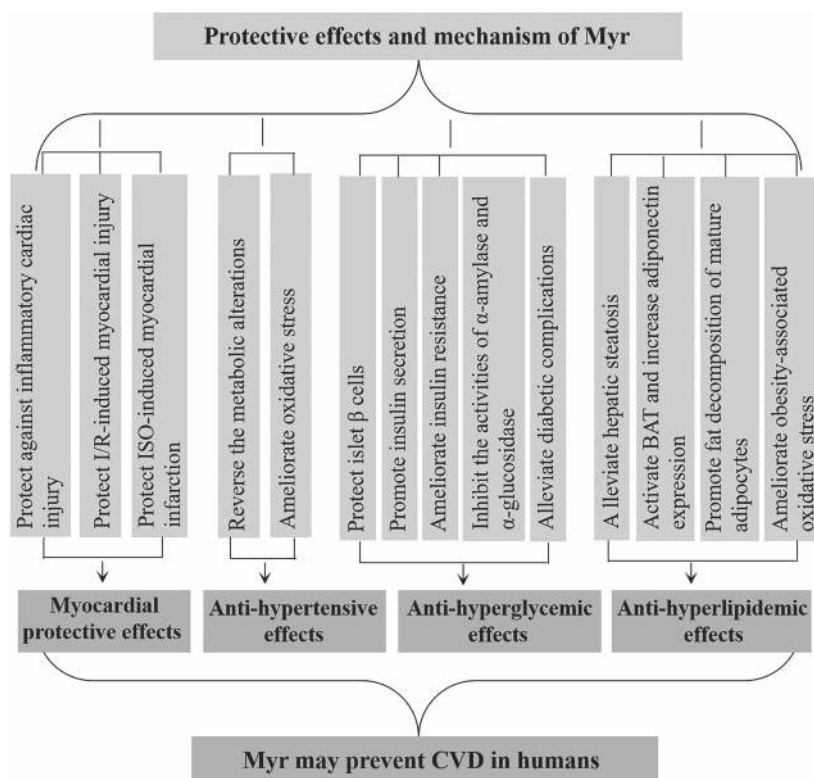 Protective effects and mechanism of Myr
Protect against inflammatory cardiac
injury
Protect I/R-induced myocardial injury
Protect ISO-induced myocardial
infarction
Reverse the metabolic alterations
Ameliorate oxidative stress
Protect islet β cells
Promote insulin secretion
Ameliorate insulin resistance
Inhibit the activities of α-amylase and
α-glucosidase
Alleviate diabetic complications
Alleviate hepatic steatosis
Activate BAT and increase adiponectin
expression
Promote fat decomposition of mature
adipocytes
Ameliorate obesity-associated
oxidative stress
Myocardial
protective effects
Anti-hypertensive
effects
Anti-hyperglycemic
effects
Anti-hyperlipidemic
effects
Myr may prevent CVD in humans